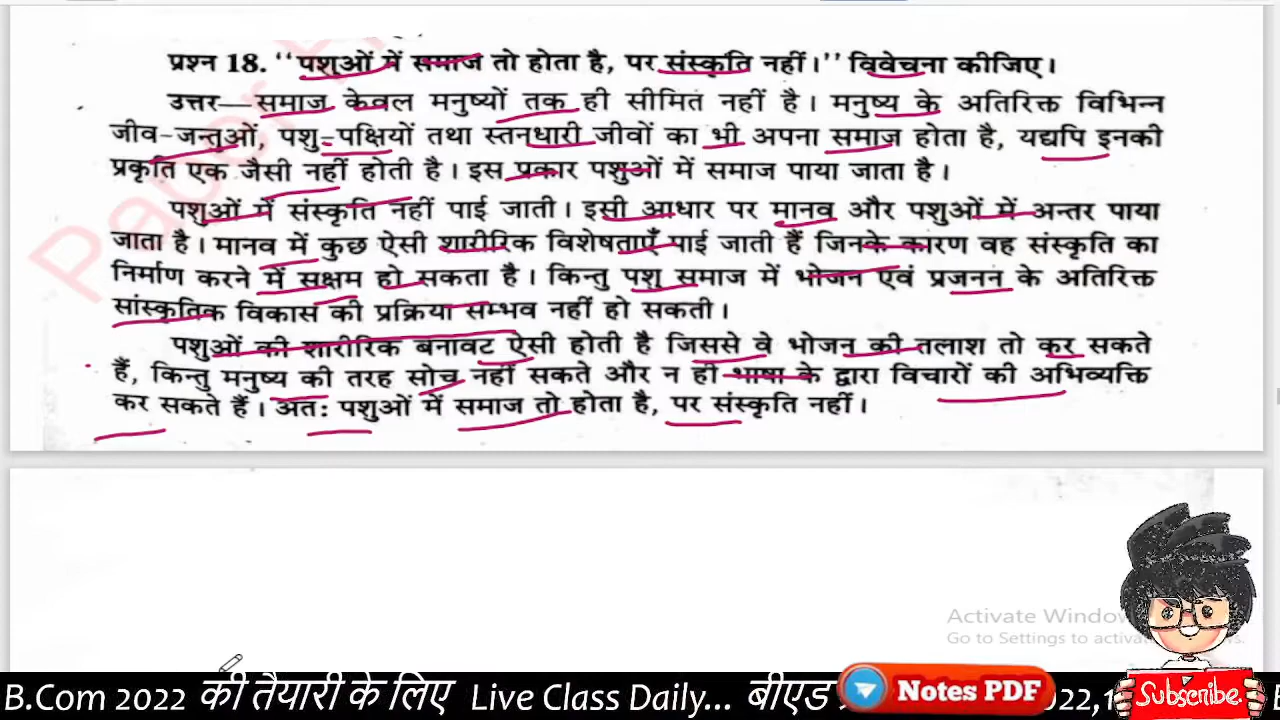 प्रश्न 18. ‘‘पशुओं में समाज तो होता है, पर संस्कृति नहीं।’’ विवेचना कीजिए।
उत्तर—समाज केवल मनुष्यों तक ही सीमित नहीं है। मनुष्य के अतिरिक्त विभिन्न
जीव-जन्तुओं, पशु-पक्षियों तथा स्तनधारी जीवों का भी अपना समाज होता है, यद्यपि इनकी
प्रकृति एक जैसी नहीं होती है। इस प्रकार पशुओं में समाज पाया जाता है।
पशुओं में संस्कृति नहीं पाई जाती। इसी आधार पर मानव और पशुओं में अन्तर पाया
जाता है। मानव में कुछ ऐसी शारीरिक विशेषताएँ पाई जाती हैं जिनके कारण वह संस्कृति का
निर्माण करने में सक्षम हो सकता है। किन्तु पशु समाज में भोजन एवं प्रजनन के अतिरिक्त
सांस्कृतिक विकास की प्रक्रिया सम्भव नहीं हो सकती।
पशुओं की शारीरिक बनावट ऐसी होती है जिससे वे भोजन की तलाश तो कर सकते
हैं, किन्तु मनुष्य की तरह सोच नहीं सकते और न ही भाषा के द्वारा विचारों की अभिव्यक्ति
कर सकते हैं। अतः पशुओं में समाज तो होता है, पर संस्कृति नहीं।
Activate Windo
Go to Settings to activa
B.Com 2022 की तैयारी के लिए Live Class Daily... बीएड
Notes PDF
2022,1
Subscribe